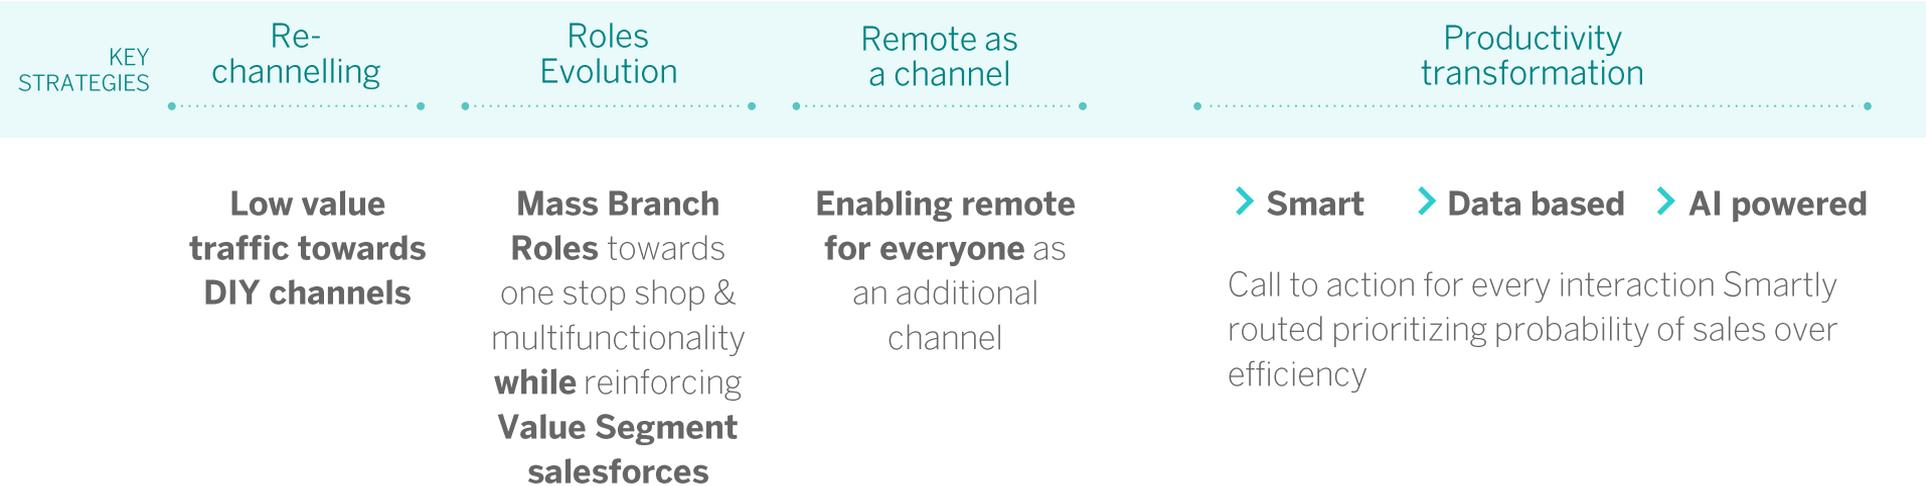 KEY
STRATEGIES
Re-
channelling
Roles
Evolution
Remote as
a channel
Productivity
transformation
Low value
traffic towards
DIY channels
Mass Branch
Roles towards
one stop shop &
multifunctionality
while reinforcing
Value Segment
salesforces
Enabling remote
for everyone as
an additional
channel
Smart
Data based
AI powered
Call to action for every interaction Smartly
routed prioritizing probability of sales over
efficiency